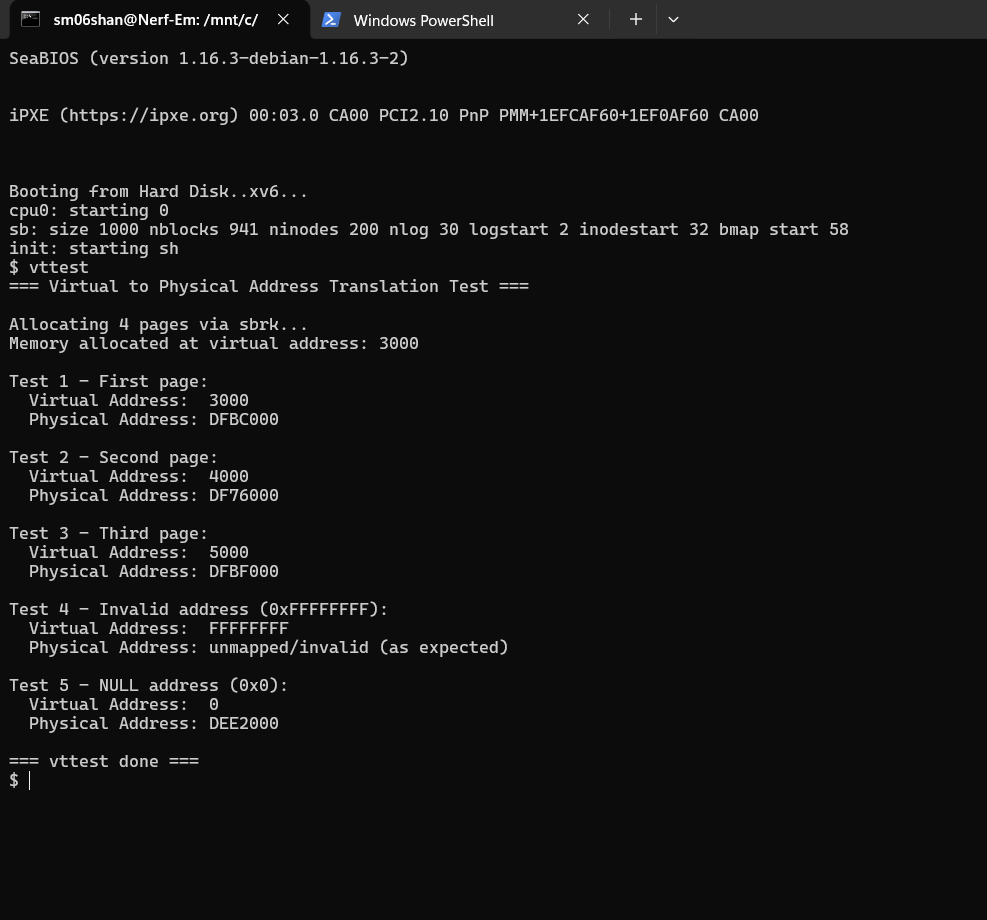 sm06shan@Nerf-Em: /mnt/c/
Windows PowerShell
SeaBIOS (version 1.16.3-debian-1.16.3-2)
iPXE (https://ipxe.org) 00:03.0 CA00 PCI2.10 PnP PMM+1EFCAF60+1EF0AF60 CA00
Booting from Hard Disk..xv6...
cpu0: starting 0
sb: size 1000 nblocks 941 ninodes 200 nlog 30 logstart 2 inodestart 32 bmap start 58
init: starting sh
$ vttest
=== Virtual to Physical Address Translation Test ===
Allocating 4 pages via sbrk...
Memory allocated at virtual address: 3000
Test 1 - First page:
  Virtual Address:  3000
  Physical Address: DFBC000
Test 2 - Second page:
  Virtual Address:  4000
  Physical Address: DF76000
Test 3 - Third page:
  Virtual Address:  5000
  Physical Address: DFBF000
Test 4 - Invalid address (0xFFFFFFFF):
  Virtual Address:  FFFFFFFF
  Physical Address: unmapped/invalid (as expected)
Test 5 - NULL address (0x0):
  Virtual Address:  0
  Physical Address: DEE2000
=== vttest done ===
$